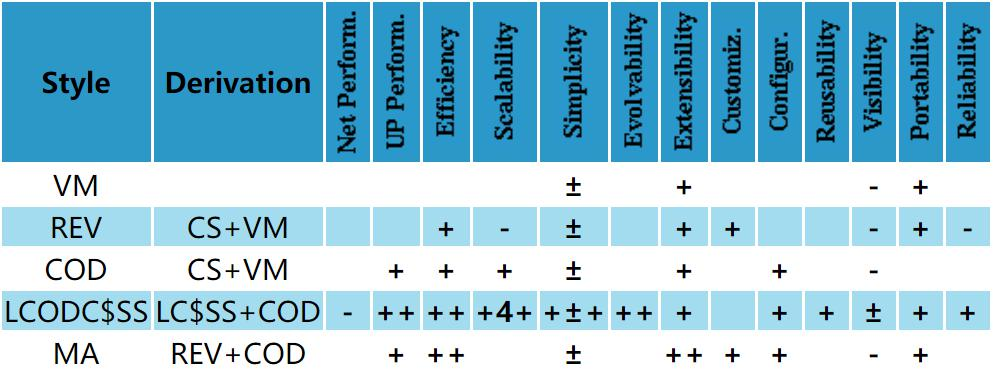 Style Derivation Net Perform. UP Perform. Efficiency Scalability Simplicity Evolvability Extensibility Customiz. Configur. Reusability Visibility Portability Reliability
VM ± + - +
REV CS+VM + - ± + + - + -
COD CS+VM + + + ± + + -
LCODC$SS LC$SS+COD - ++ ++ +4+ +±+ ++ + + + ± + +
MA REV+COD + ++ ± ++ + + - +